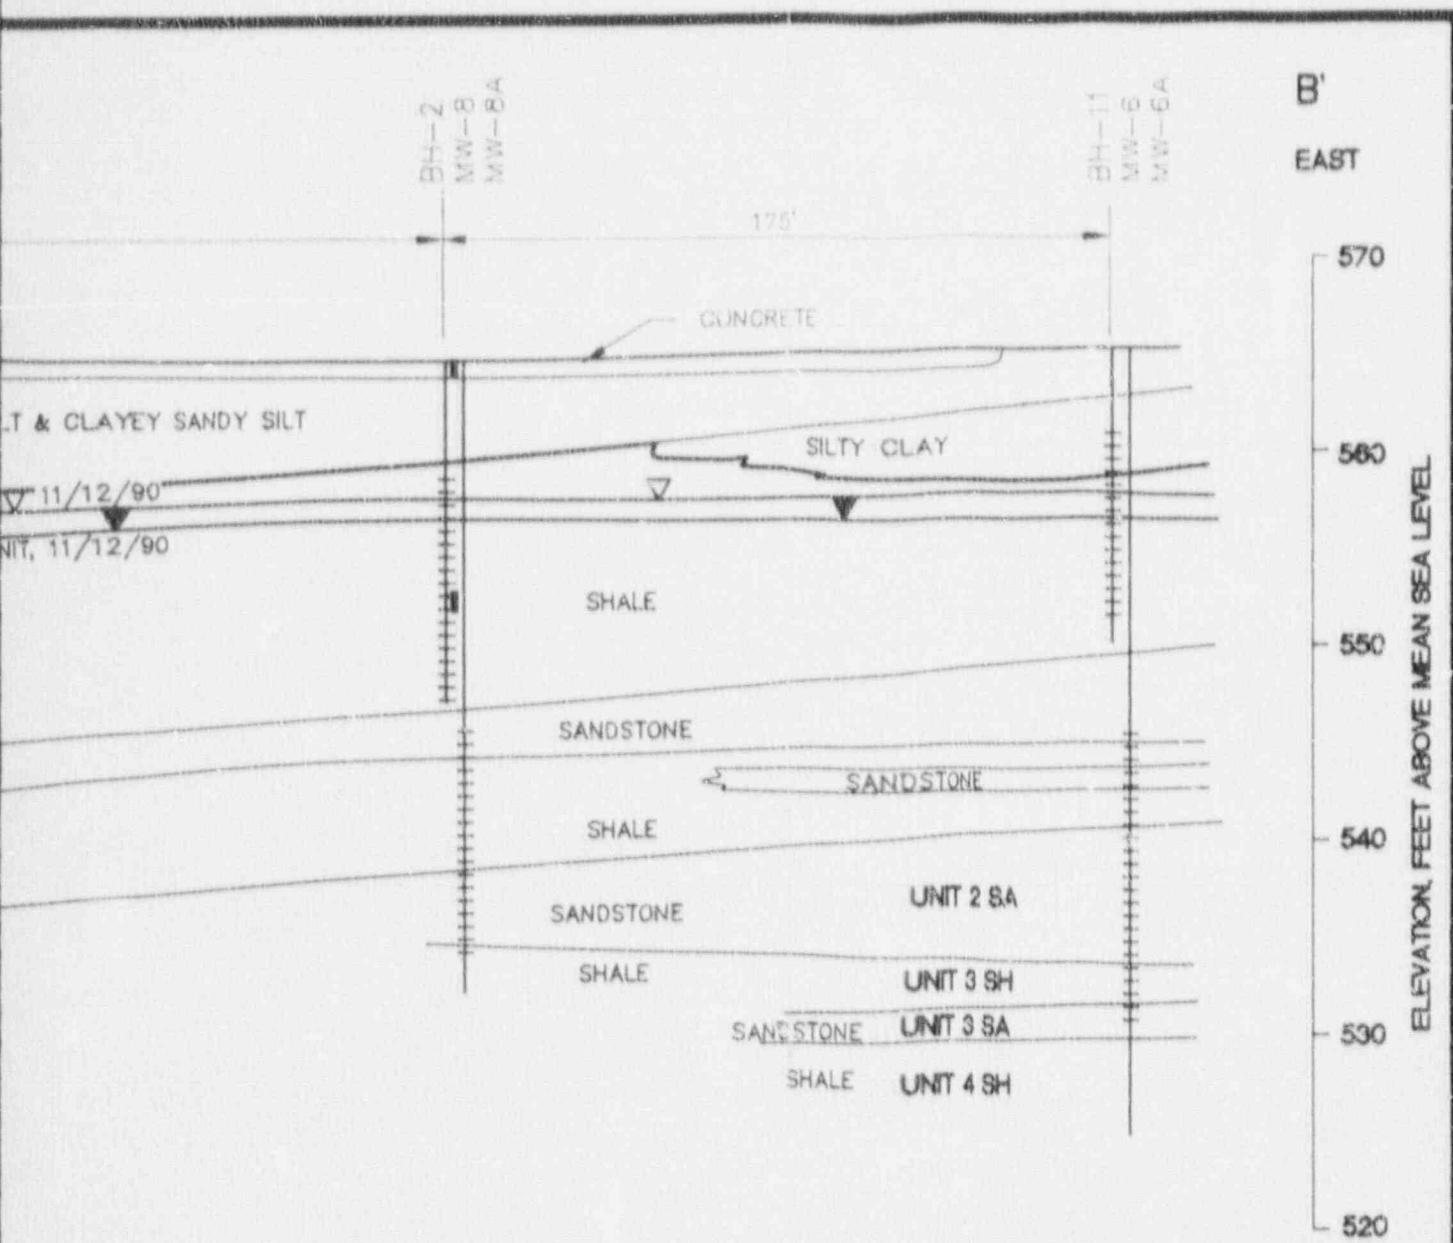 BH-2
MW-8
MW-8A
BH-11
MW-6
MW-6A
B'
EAST
175'
570
CONCRETE
.T & CLAYEY SANDY SILT
SILTY CLAY
560
11/12/90
NIT, 11/12/90
SHALE
550
SANDSTONE
SANDSTONE
SHALE
540
UNIT 2 SA
SANDSTONE
SHALE
UNIT 3 SH
SANDSTONE
UNIT 3 SA
530
SHALE
UNIT 4 SH
520
ELEVATION, FEET ABOVE MEAN SEA LEVEL